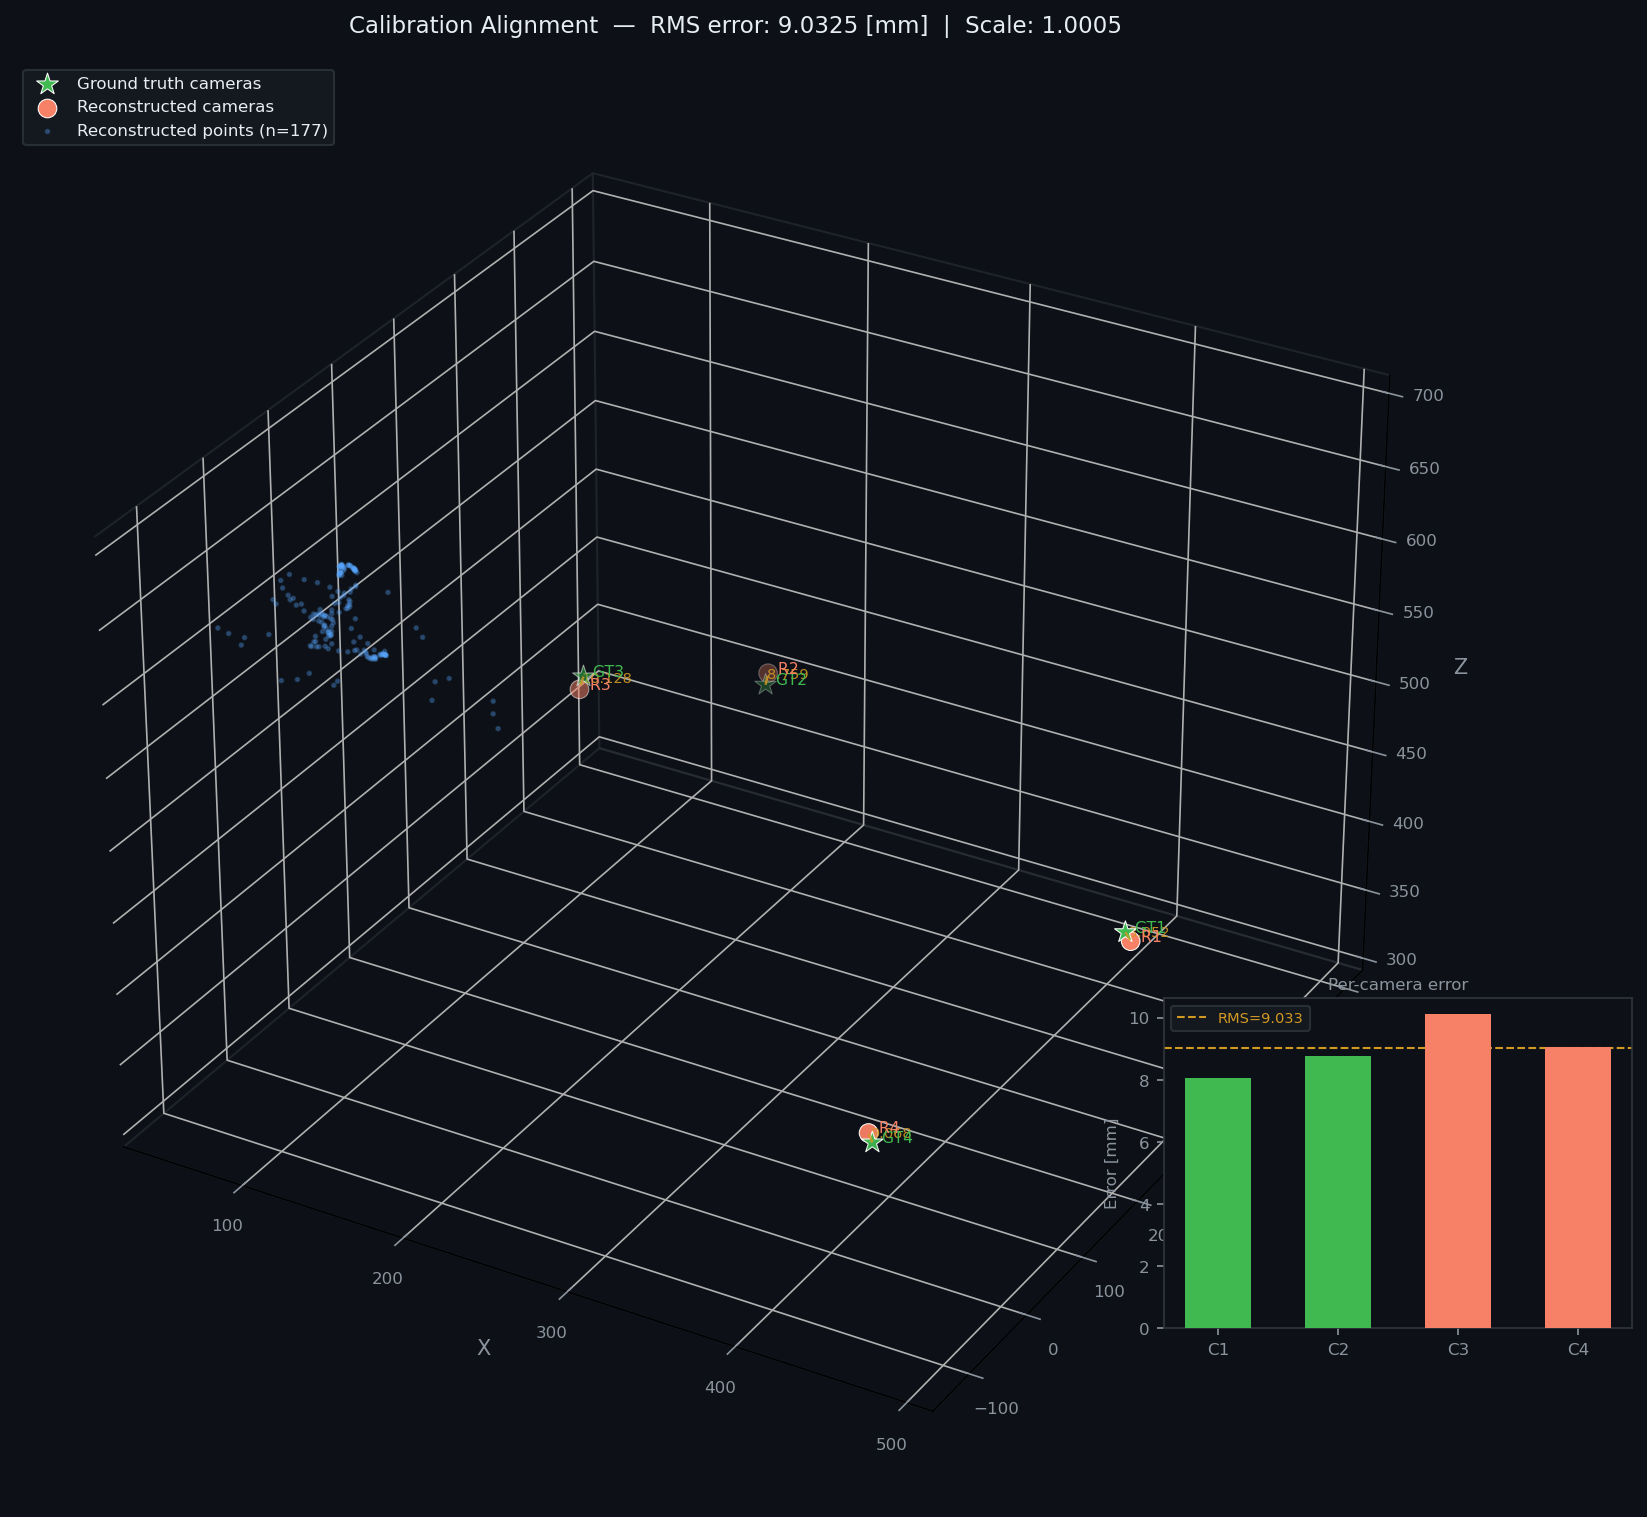 Calibration Alignment — RMS error: 9.0325 [mm] | Scale: 1.0005
Ground truth cameras
Reconstructed cameras
Reconstructed points (n=177)
700
650
600
550
500
450
400
350
300
Z
GT3
R3
R2
GT2
GT1
R1
R4
GT4
100
200
300
400
500
X
−100
0
100
Per-camera error
RMS=9.033
Error [mm]
10
8
6
4
2
0
C1
C2
C3
C4